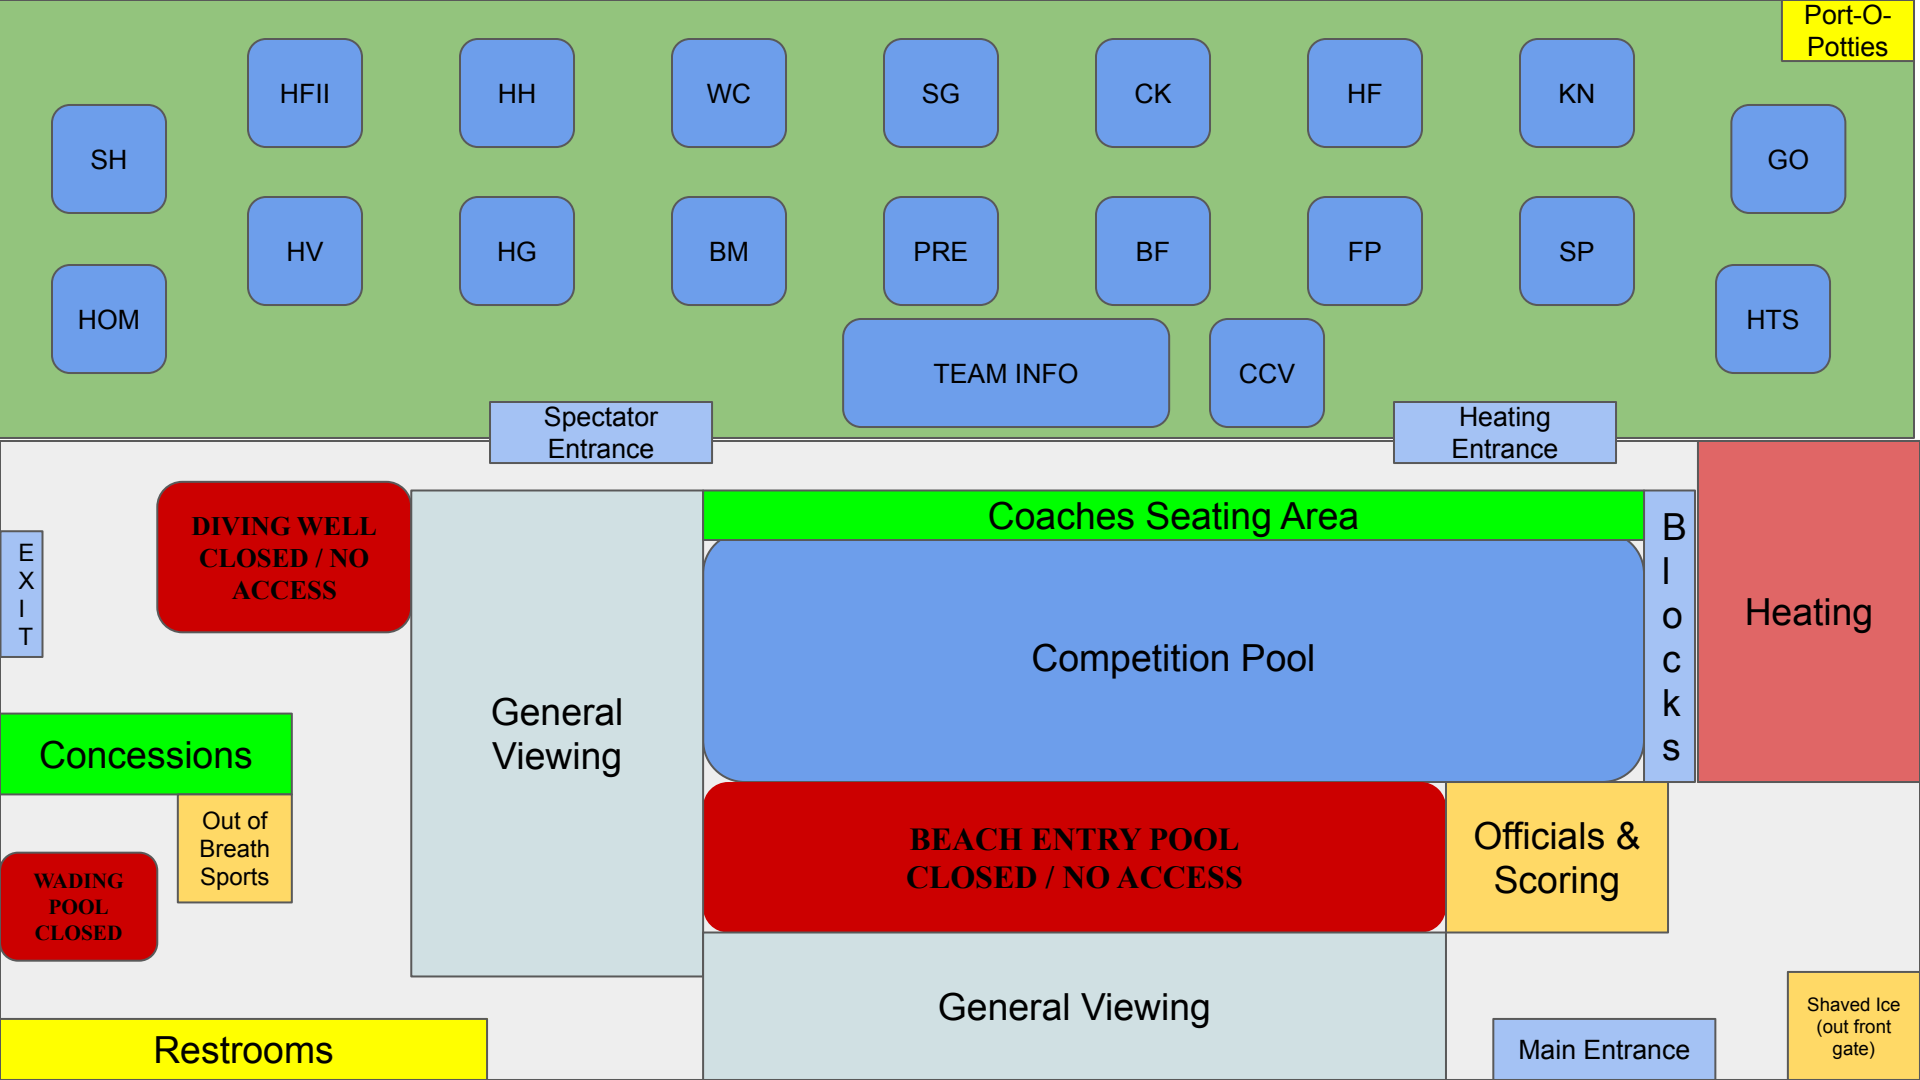 Port-O-
Potties
HFII
HH
WC
SG
CK
HF
KN
SH
GO
HV
HG
BM
PRE
BF
FP
SP
HOM
HTS
TEAM INFO
CCV
Spectator
Entrance
Heating
Entrance
DIVING WELL
CLOSED / NO
ACCESS
Coaches Seating Area
E
X
I
T
B
l
o
c
k
s
Heating
Competition Pool
General
Viewing
Concessions
Out of
Breath
Sports
WADING
POOL
CLOSED
BEACH ENTRY POOL
CLOSED / NO ACCESS
Officials &
Scoring
General Viewing
Restrooms
Main Entrance
Shaved Ice
(out front
gate)